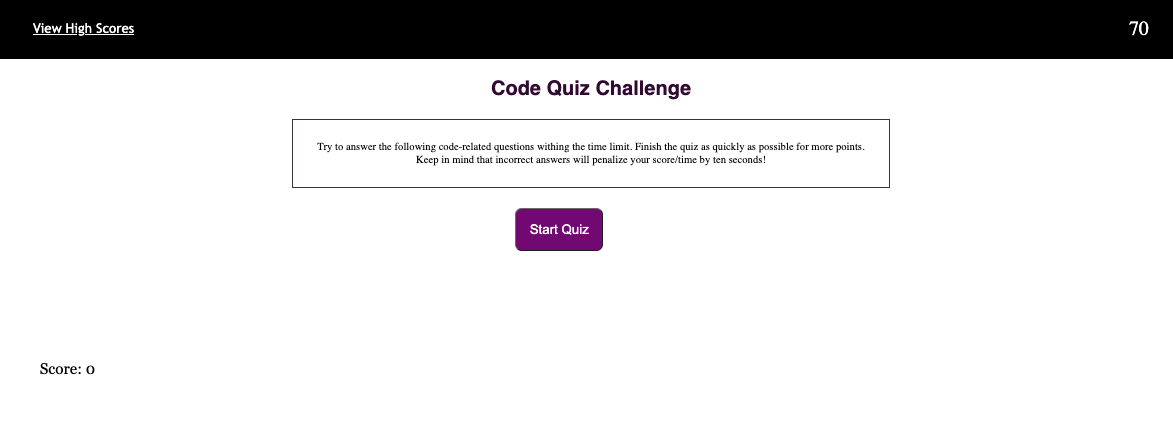 View High Scores
70
Code Quiz Challenge
Try to answer the following code-related questions withing the time limit. Finish the quiz as quickly as possible for more points.
Keep in mind that incorrect answers will penalize your score/time by ten seconds!
Start Quiz
Score: 0